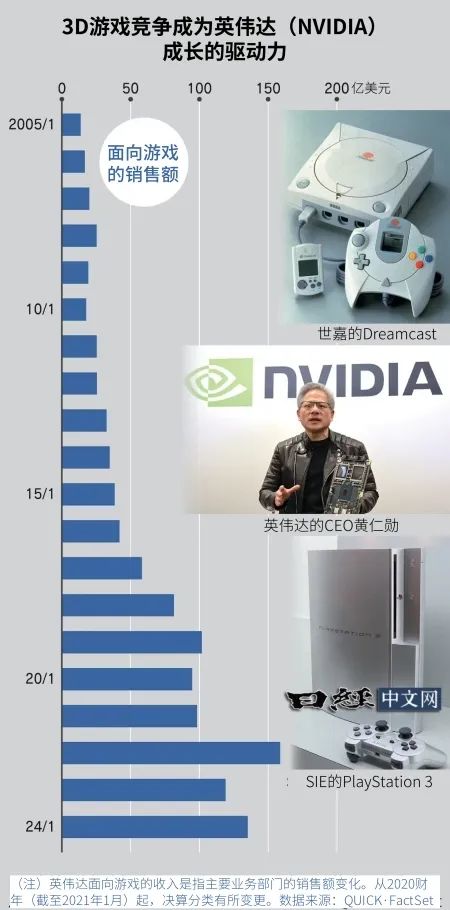 3D游戏竞争成为英伟达（NVIDIA）
成长的驱动力
0 50 100 150 200 亿美元
面向游戏
的销售额
2005/1
10/1
15/1
20/1
24/1
SEGA
世嘉的Dreamcast
NVIDIA
英伟达的CEO黄仁勋
PLAYSTATION 3
日経中文网
SIE的PlayStation 3
（注）英伟达面向游戏的收入是指主要业务部门的销售额变化。从2020财
年（截至2021年1月）起，决算分类有所变更。数据来源：QUICK·FactSet